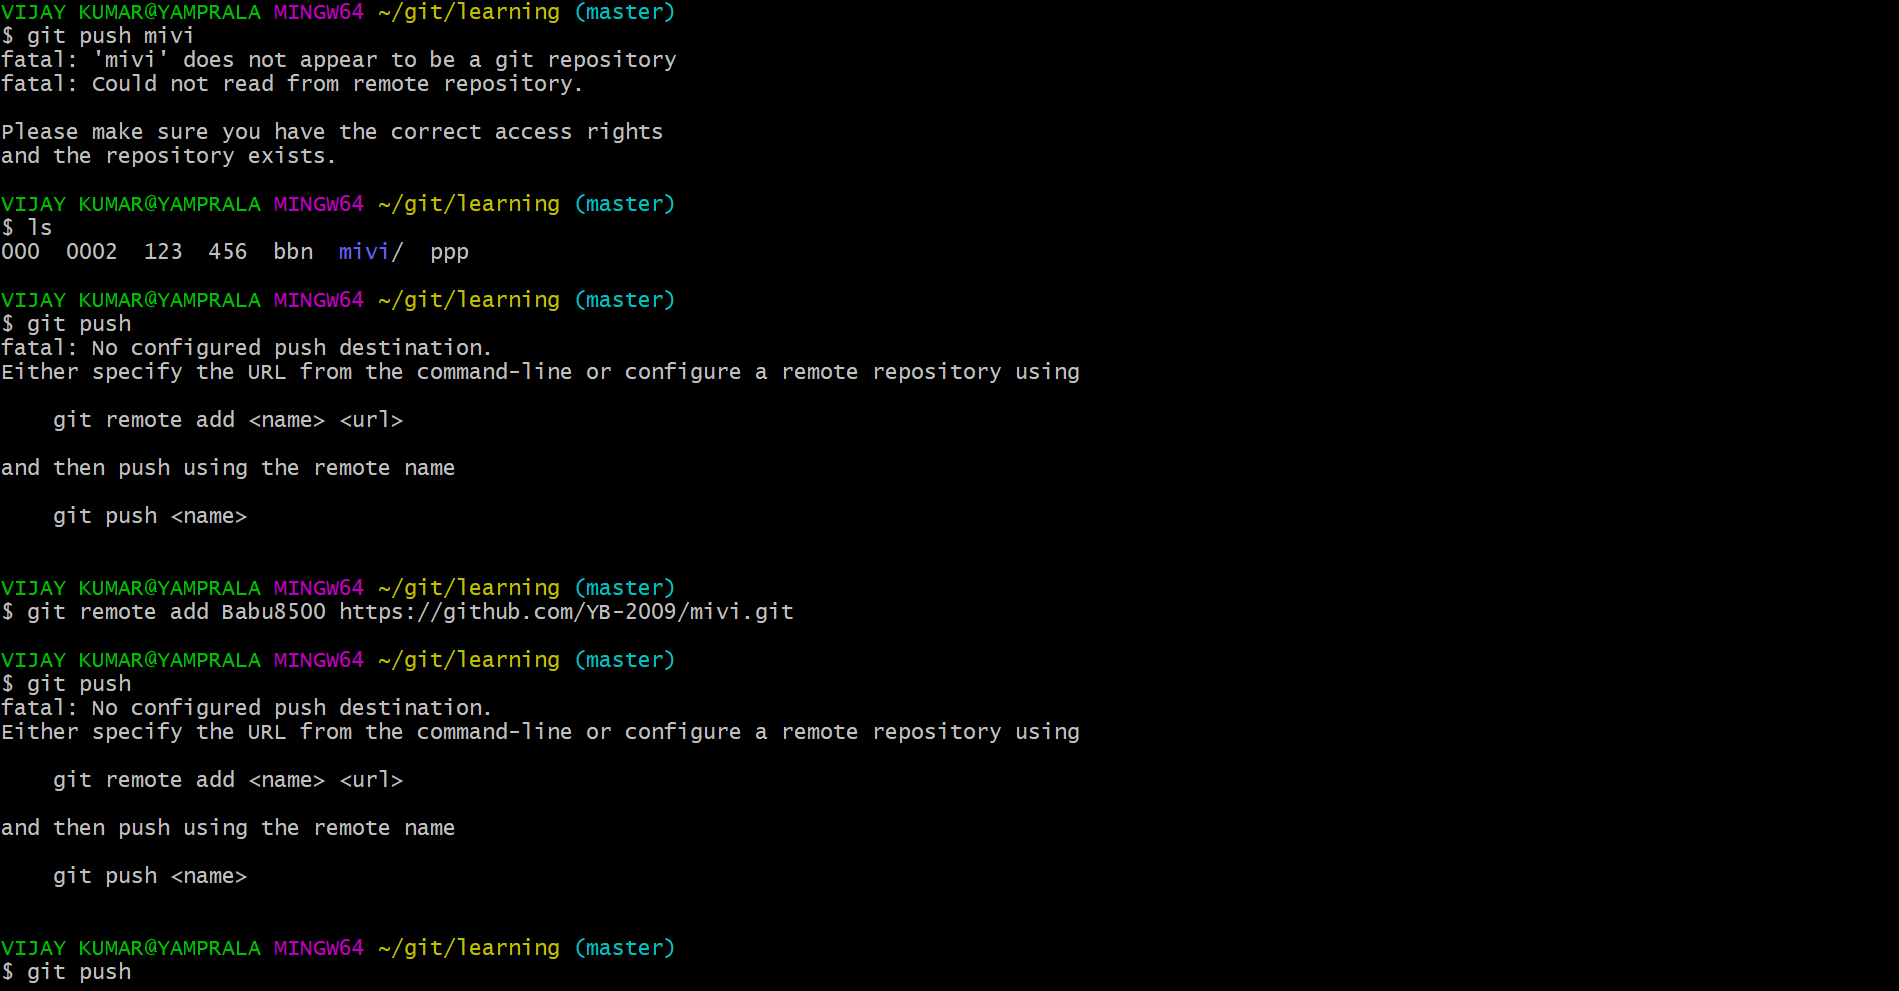 VIJAY KUMAR@YAMPRALA MINGW64 ~/git/learning (master)
$ git push mivi
fatal: 'mivi' does not appear to be a git repository
fatal: Could not read from remote repository.
Please make sure you have the correct access rights
and the repository exists.
VIJAY KUMAR@YAMPRALA MINGW64 ~/git/learning (master)
$ ls
000  0002  123  456  bbn  mivi/  ppp
VIJAY KUMAR@YAMPRALA MINGW64 ~/git/learning (master)
$ git push
fatal: No configured push destination.
Either specify the URL from the command-line or configure a remote repository using
    git remote add <name> <url>
and then push using the remote name
    git push <name>
VIJAY KUMAR@YAMPRALA MINGW64 ~/git/learning (master)
$ git remote add Babu8500 https://github.com/YB-2009/mivi.git
VIJAY KUMAR@YAMPRALA MINGW64 ~/git/learning (master)
$ git push
fatal: No configured push destination.
Either specify the URL from the command-line or configure a remote repository using
    git remote add <name> <url>
and then push using the remote name
    git push <name>
VIJAY KUMAR@YAMPRALA MINGW64 ~/git/learning (master)
$ git push